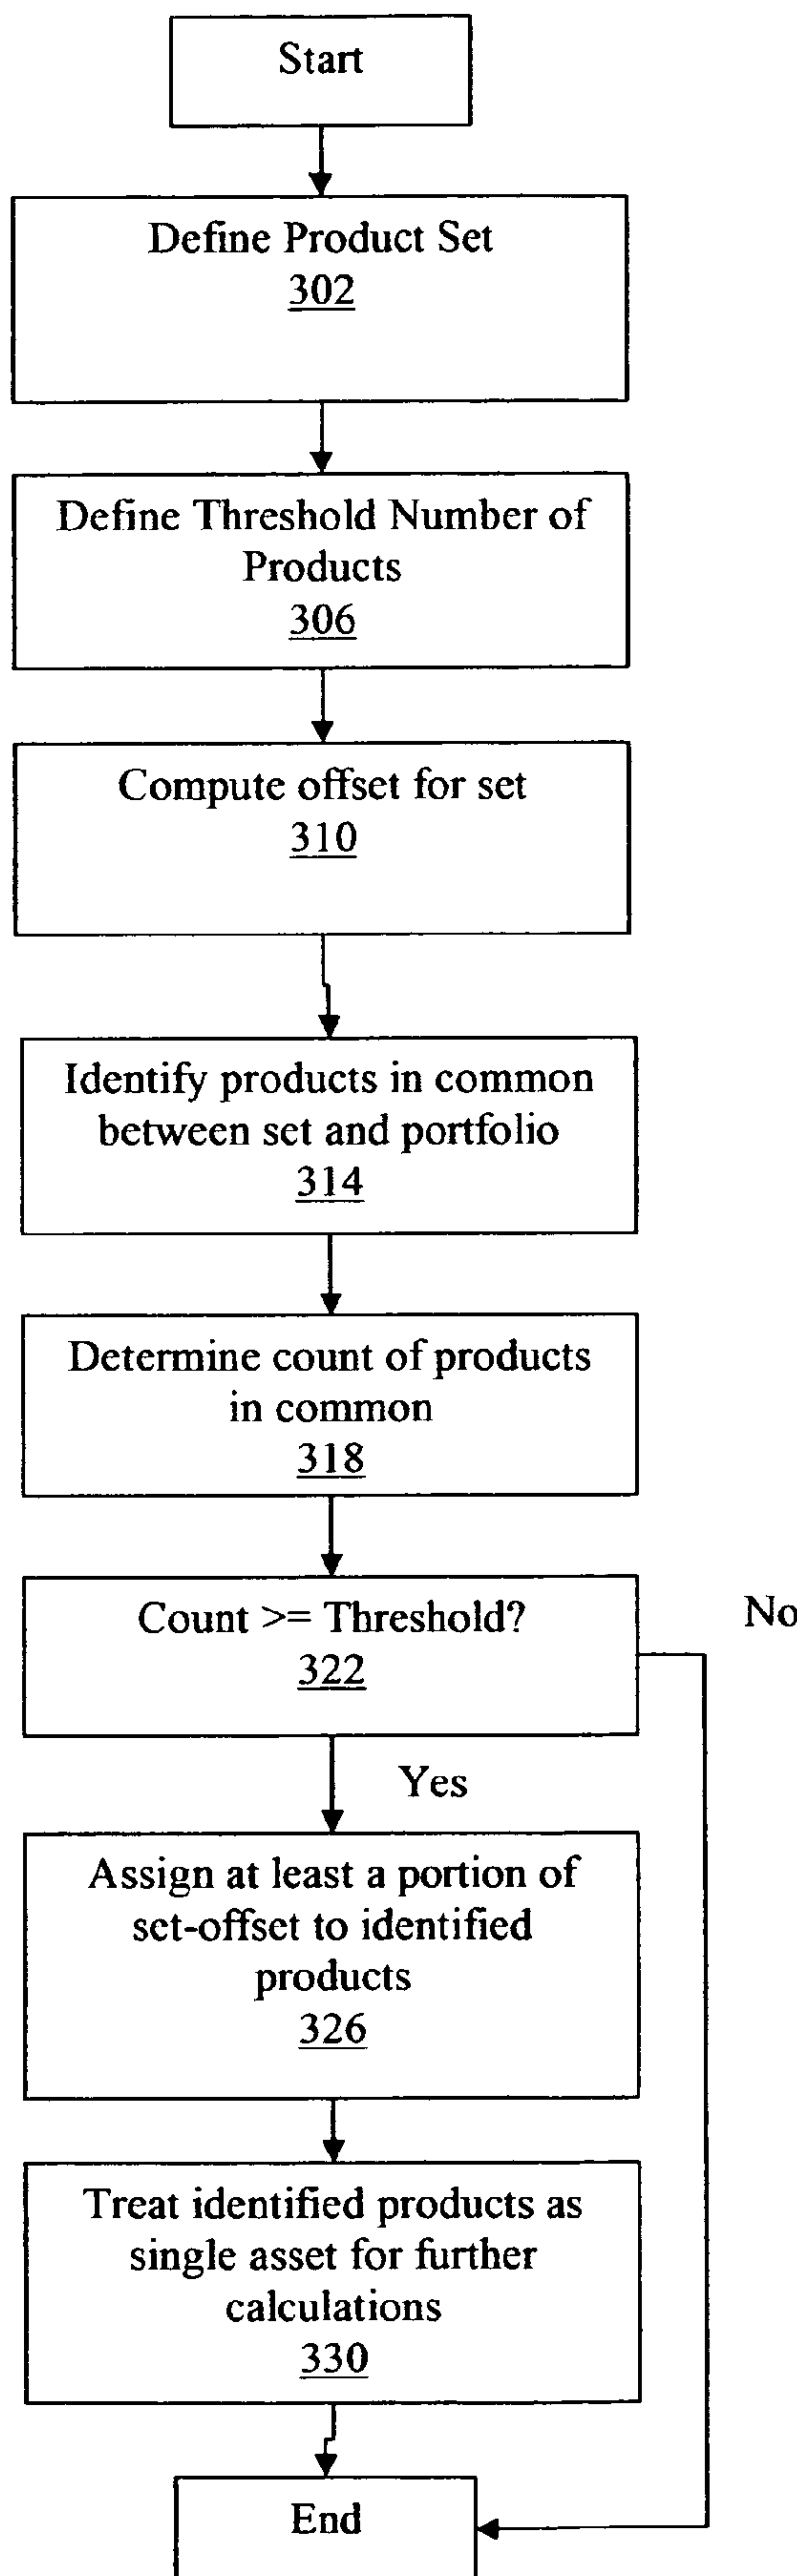 Start
Define Product Set
302
Define Threshold Number of
Products
306
Compute offset for set
310
Identify products in common
between set and portfolio
314
Determine count of products
in common
318
Count >= Threshold?
322
No
Yes
Assign at least a portion of
set-offset to identified
products
326
Treat identified products as
single asset for further
calculations
330
End